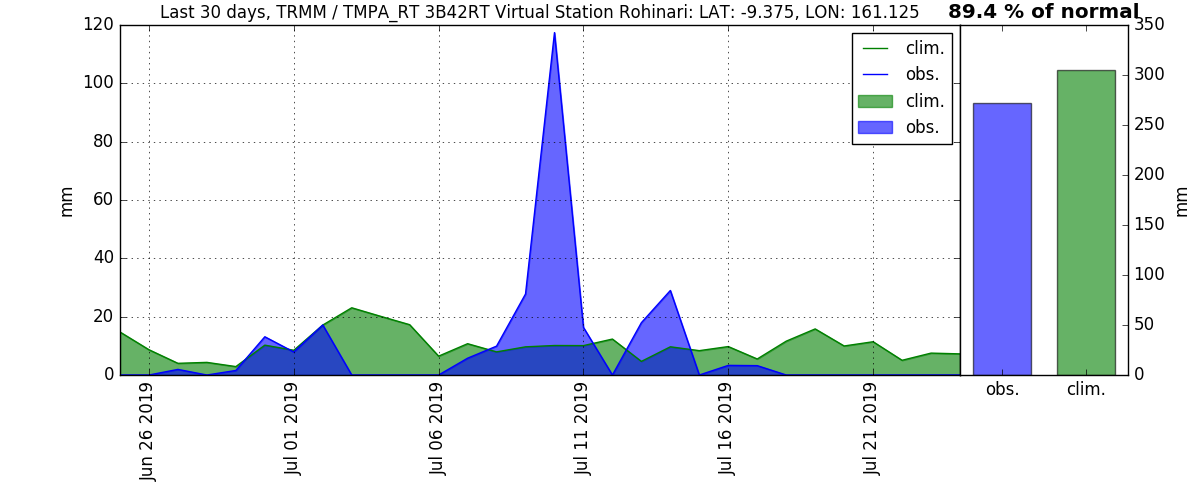 Last 30 days, TRMM / TMPA_RT 3B42RT Virtual Station Rohinari: LAT: -9.375, LON: 161.125
89.4 % of normal
120
100
80
60
40
20
0
mm
clim.
obs.
clim.
obs.
Jun 26 2019
Jul 01 2019
Jul 06 2019
Jul 11 2019
Jul 16 2019
Jul 21 2019
350
300
250
200
150
100
50
0
mm
obs.
clim.